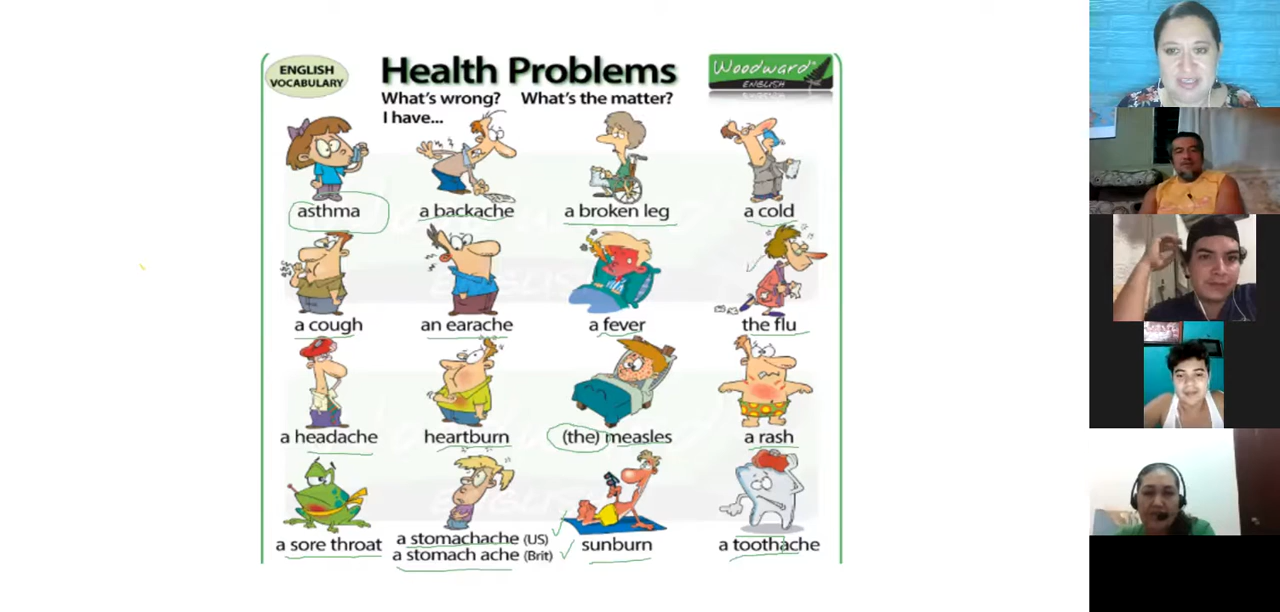 ENGLISH
VOCABULARY
Health Problems
Woodward
ENGLISH
What's wrong? What's the matter?
I have...
asthma a backache a broken leg a cold
a cough an earache a fever the flu
a headache heartburn (the) measles a rash
a sore throat a stomachache (US) sunburn a toothache
a stomach ache (Brit)